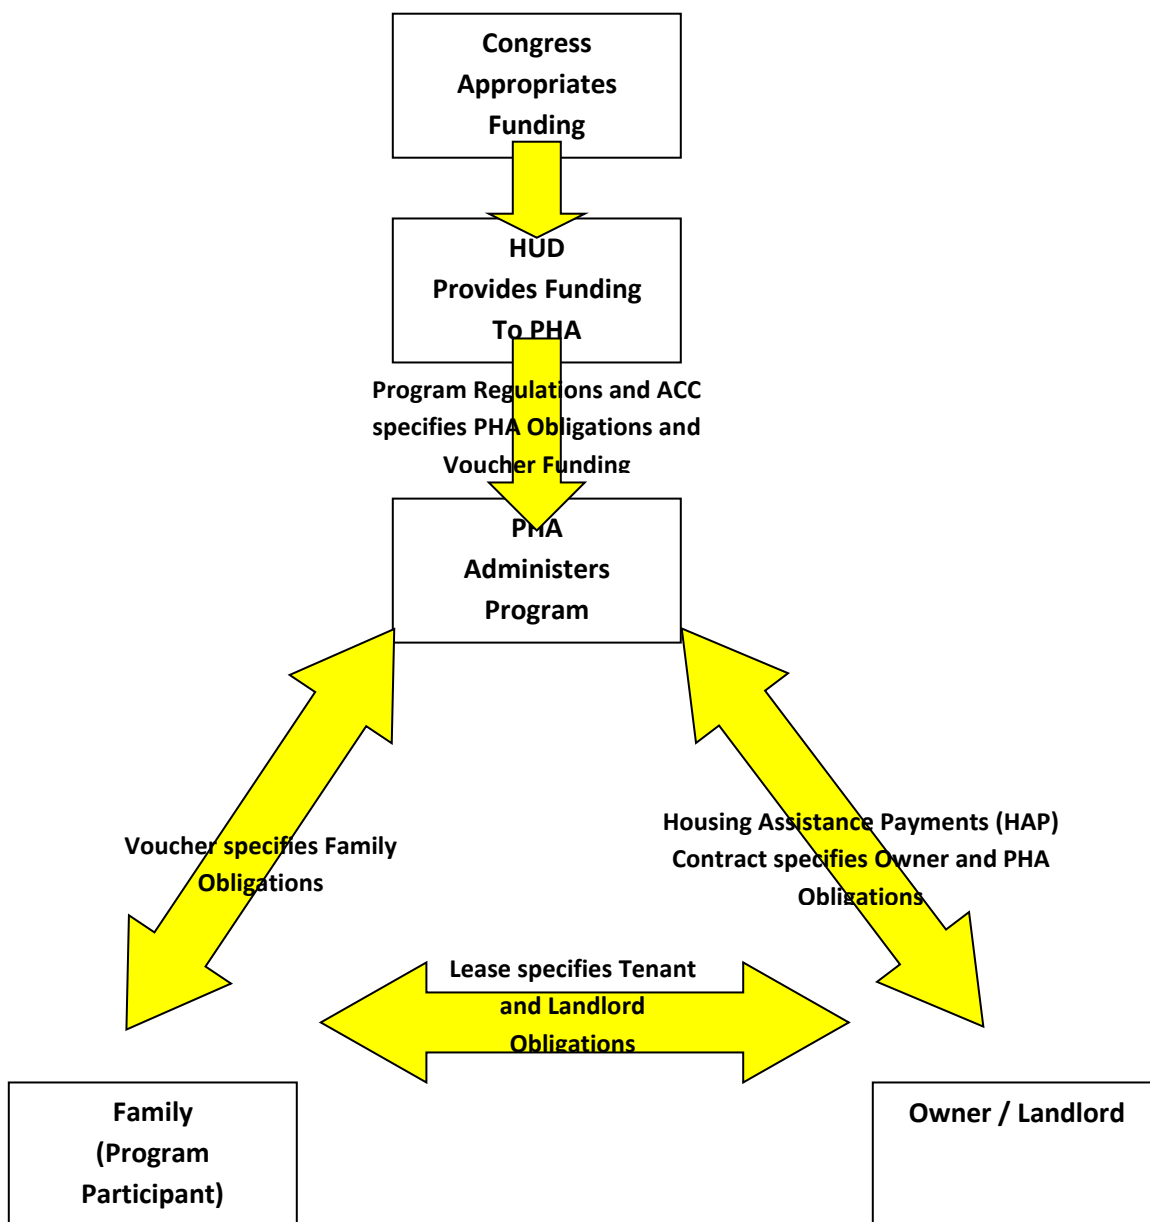 Congress
Appropriates
Funding
HUD
Provides Funding
To PHA
Program Regulations and ACC
specifies PHA Obligations and
Voucher Funding
PHA
Administers
Program
Voucher specifies Family
Obligations
Housing Assistance Payments (HAP)
Contract specifies Owner and PHA
Obligations
Lease specifies Tenant
and Landlord
Obligations
Family
(Program
Participant)
Owner / Landlord